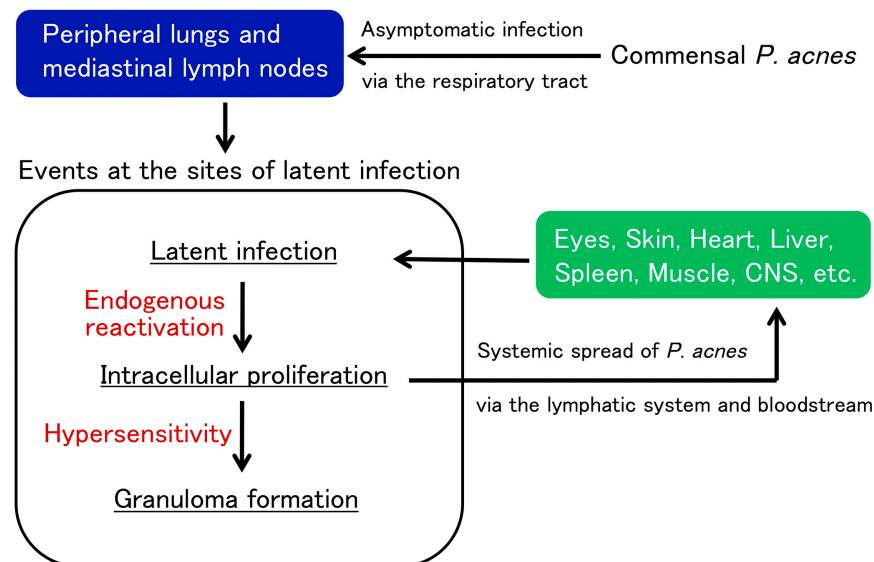 Peripheral lungs and
mediastinal lymph nodes
Asymptomatic infection
via the respiratory tract
Commensal P. acnes
Events at the sites of latent infection
Latent infection
Endogenous
reactivation
Intracellular proliferation
Hypersensitivity
Granuloma formation
Eyes, Skin, Heart, Liver,
Spleen, Muscle, CNS, etc.
Systemic spread of P. acnes
via the lymphatic system and bloodstream